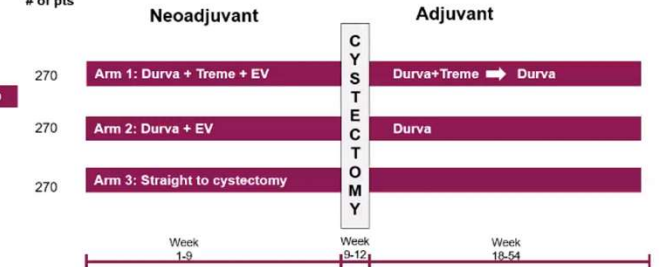 # of pts
Neoadjuvant
Adjuvant
CYSTECTOMY
270
Arm 1: Durva + Treme + EV
Durva+Treme
Durva
270
Arm 2: Durva + EV
Durva
270
Arm 3: Straight to cystectomy
Week
1-9
Week
9-12
Week
18-54